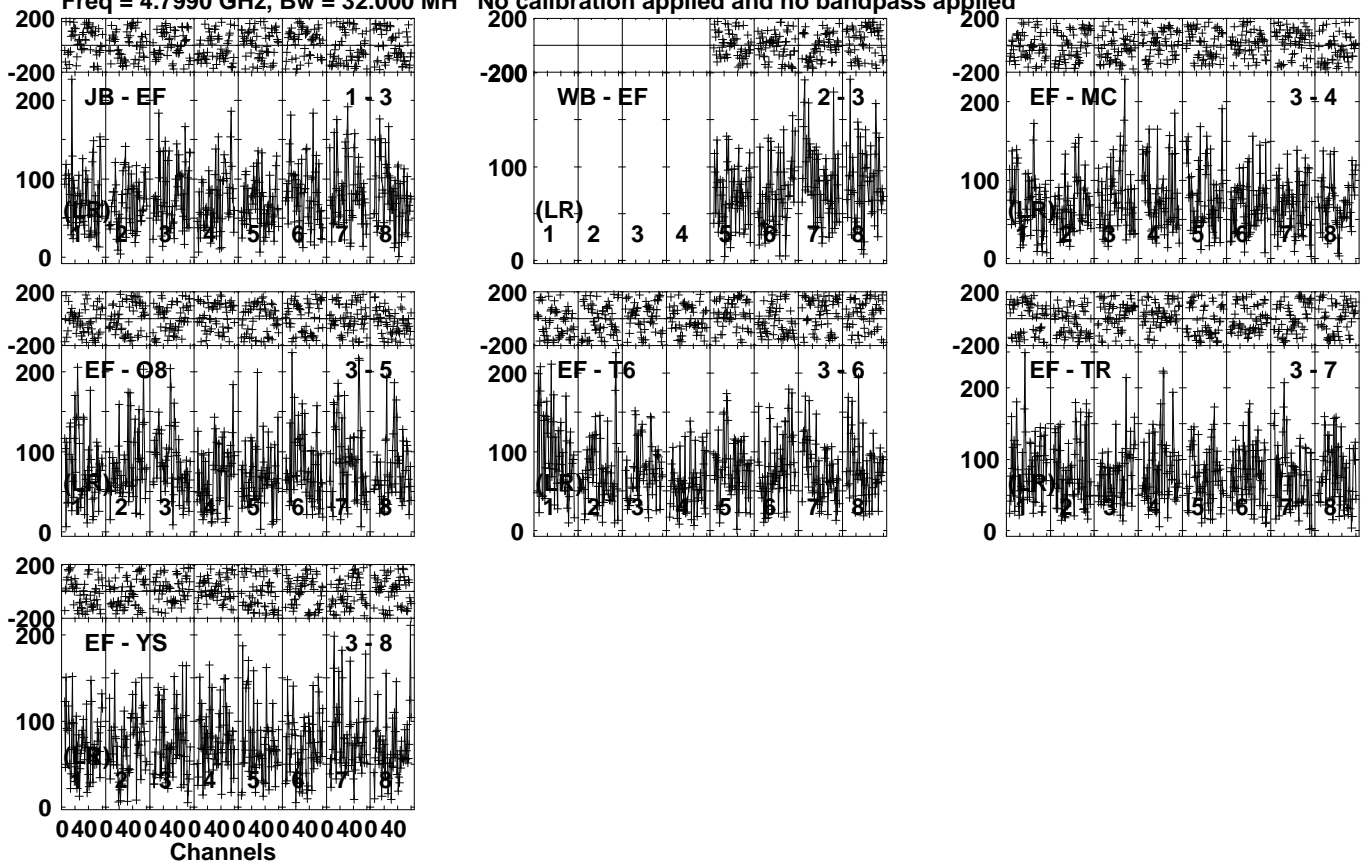 Freq = 4.7990 GHz, Bw = 32.000 MH No calibration applied and no bandpass applied
200
-200
200
100
0
JB - EF
1 - 3
(LR)
1 2 3 4 5 6 7 8
200
-200
200
100
0
WB - EF
2 - 3
(LR)
1 2 3 4 5 6 7 8
200
-200
200
100
0
EF - MC
3 - 4
(LR)
1 2 3 4 5 6 7 8
200
-200
200
100
0
EF - O8
3 - 5
(LR)
1 2 3 4 5 6 7 8
200
-200
200
100
0
EF - T6
3 - 6
(LR)
1 2 3 4 5 6 7 8
200
-200
200
100
0
EF - TR
3 - 7
(LR)
1 2 3 4 5 6 7 8
200
-200
200
100
0
EF - YS
3 - 8
(LR)
1 2 3 4 5 6 7 8
0 40 0 40 0 40 0 40 0 40 0 40 0 40 0 40
Channels